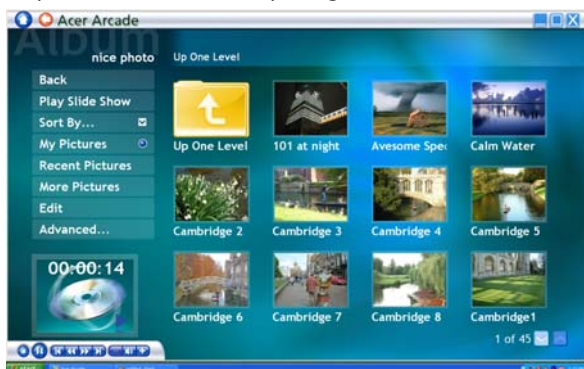 Acer Arcade
Album
nice photo
Up One Level
Back
Play Slide Show
Sort By...
My Pictures
Recent Pictures
More Pictures
Edit
Advanced...
00:00:14
Up One Level
101 at night
Avesome Spec
Calm Water
Cambridge 2
Cambridge 3
Cambridge 4
Cambridge 5
Cambridge 6
Cambridge 7
Cambridge 8
Cambridge1
1 of 45